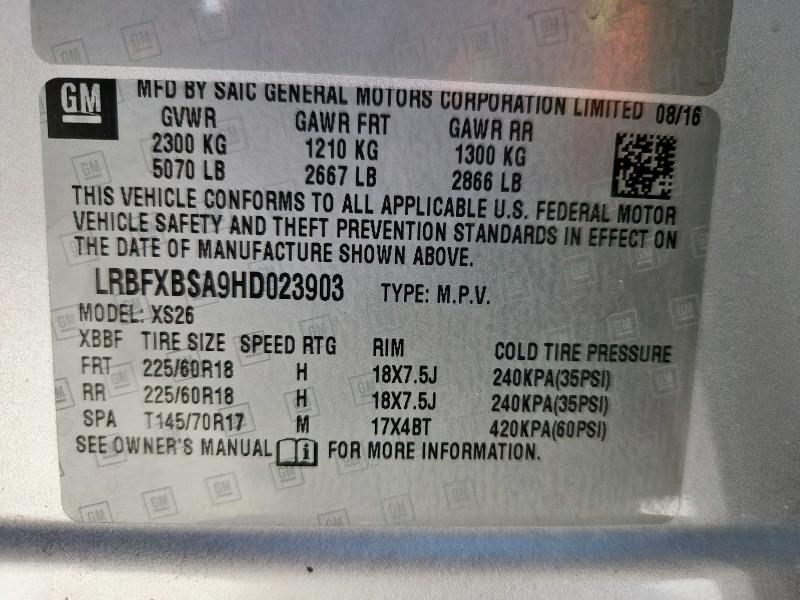 GM
MFD BY SAIC GENERAL MOTORS CORPORATION LIMITED 08/16
GVWR GAWR FRT GAWR RR
2300 KG 1210 KG 1300 KG
5070 LB 2667 LB 2866 LB
THIS VEHICLE CONFORMS TO ALL APPLICABLE U.S. FEDERAL MOTOR
VEHICLE SAFETY AND THEFT PREVENTION STANDARDS IN EFFECT ON
THE DATE OF MANUFACTURE SHOWN ABOVE.
LRBFXBSA9HD023903 TYPE: M.P.V.
MODEL: XS26
XBBF TIRE SIZE SPEED RTG RIM COLD TIRE PRESSURE
FRT 225/60R18 H 18X7.5J 240KPA(35PSI)
RR 225/60R18 H 18X7.5J 240KPA(35PSI)
SPA T145/70R17 M 17X4BT 420KPA(60PSI)
SEE OWNER'S MANUAL i FOR MORE INFORMATION.